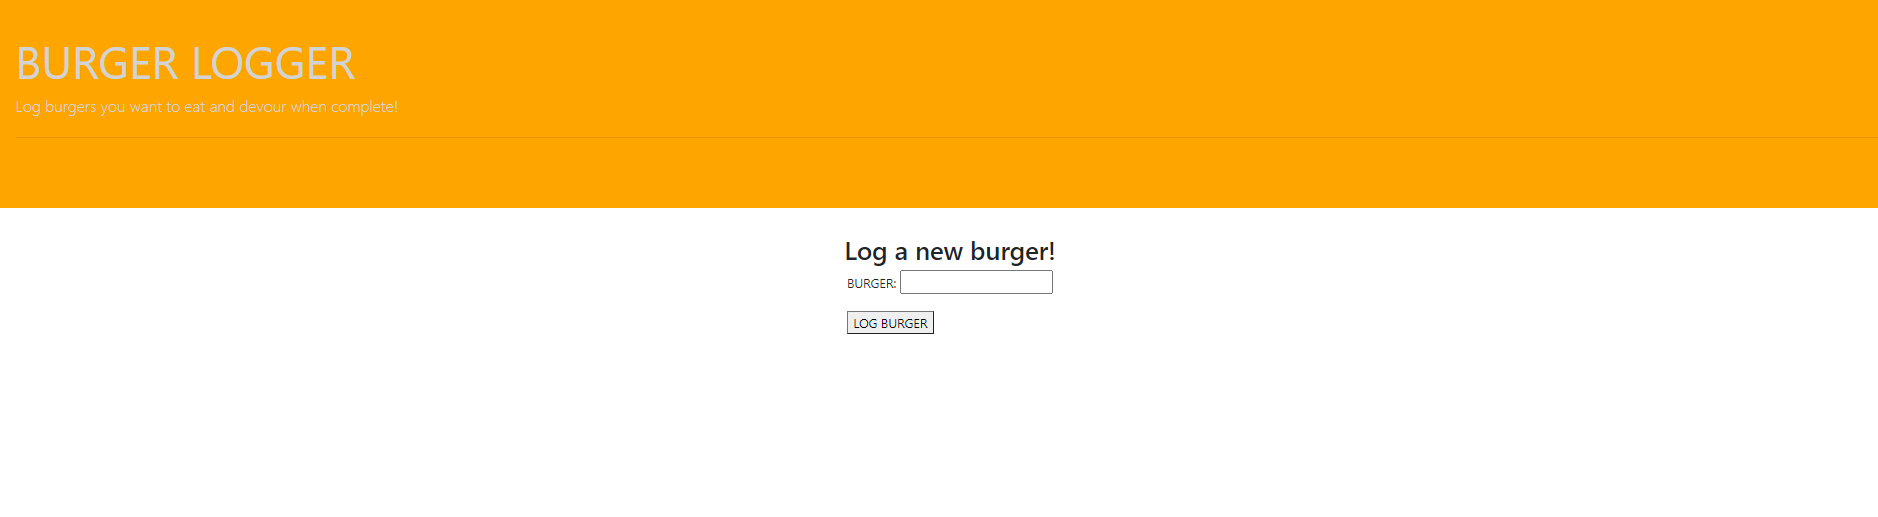 BURGER LOGGER
Log burgers you want to eat and devour when complete!
Log a new burger!
BURGER:
LOG BURGER